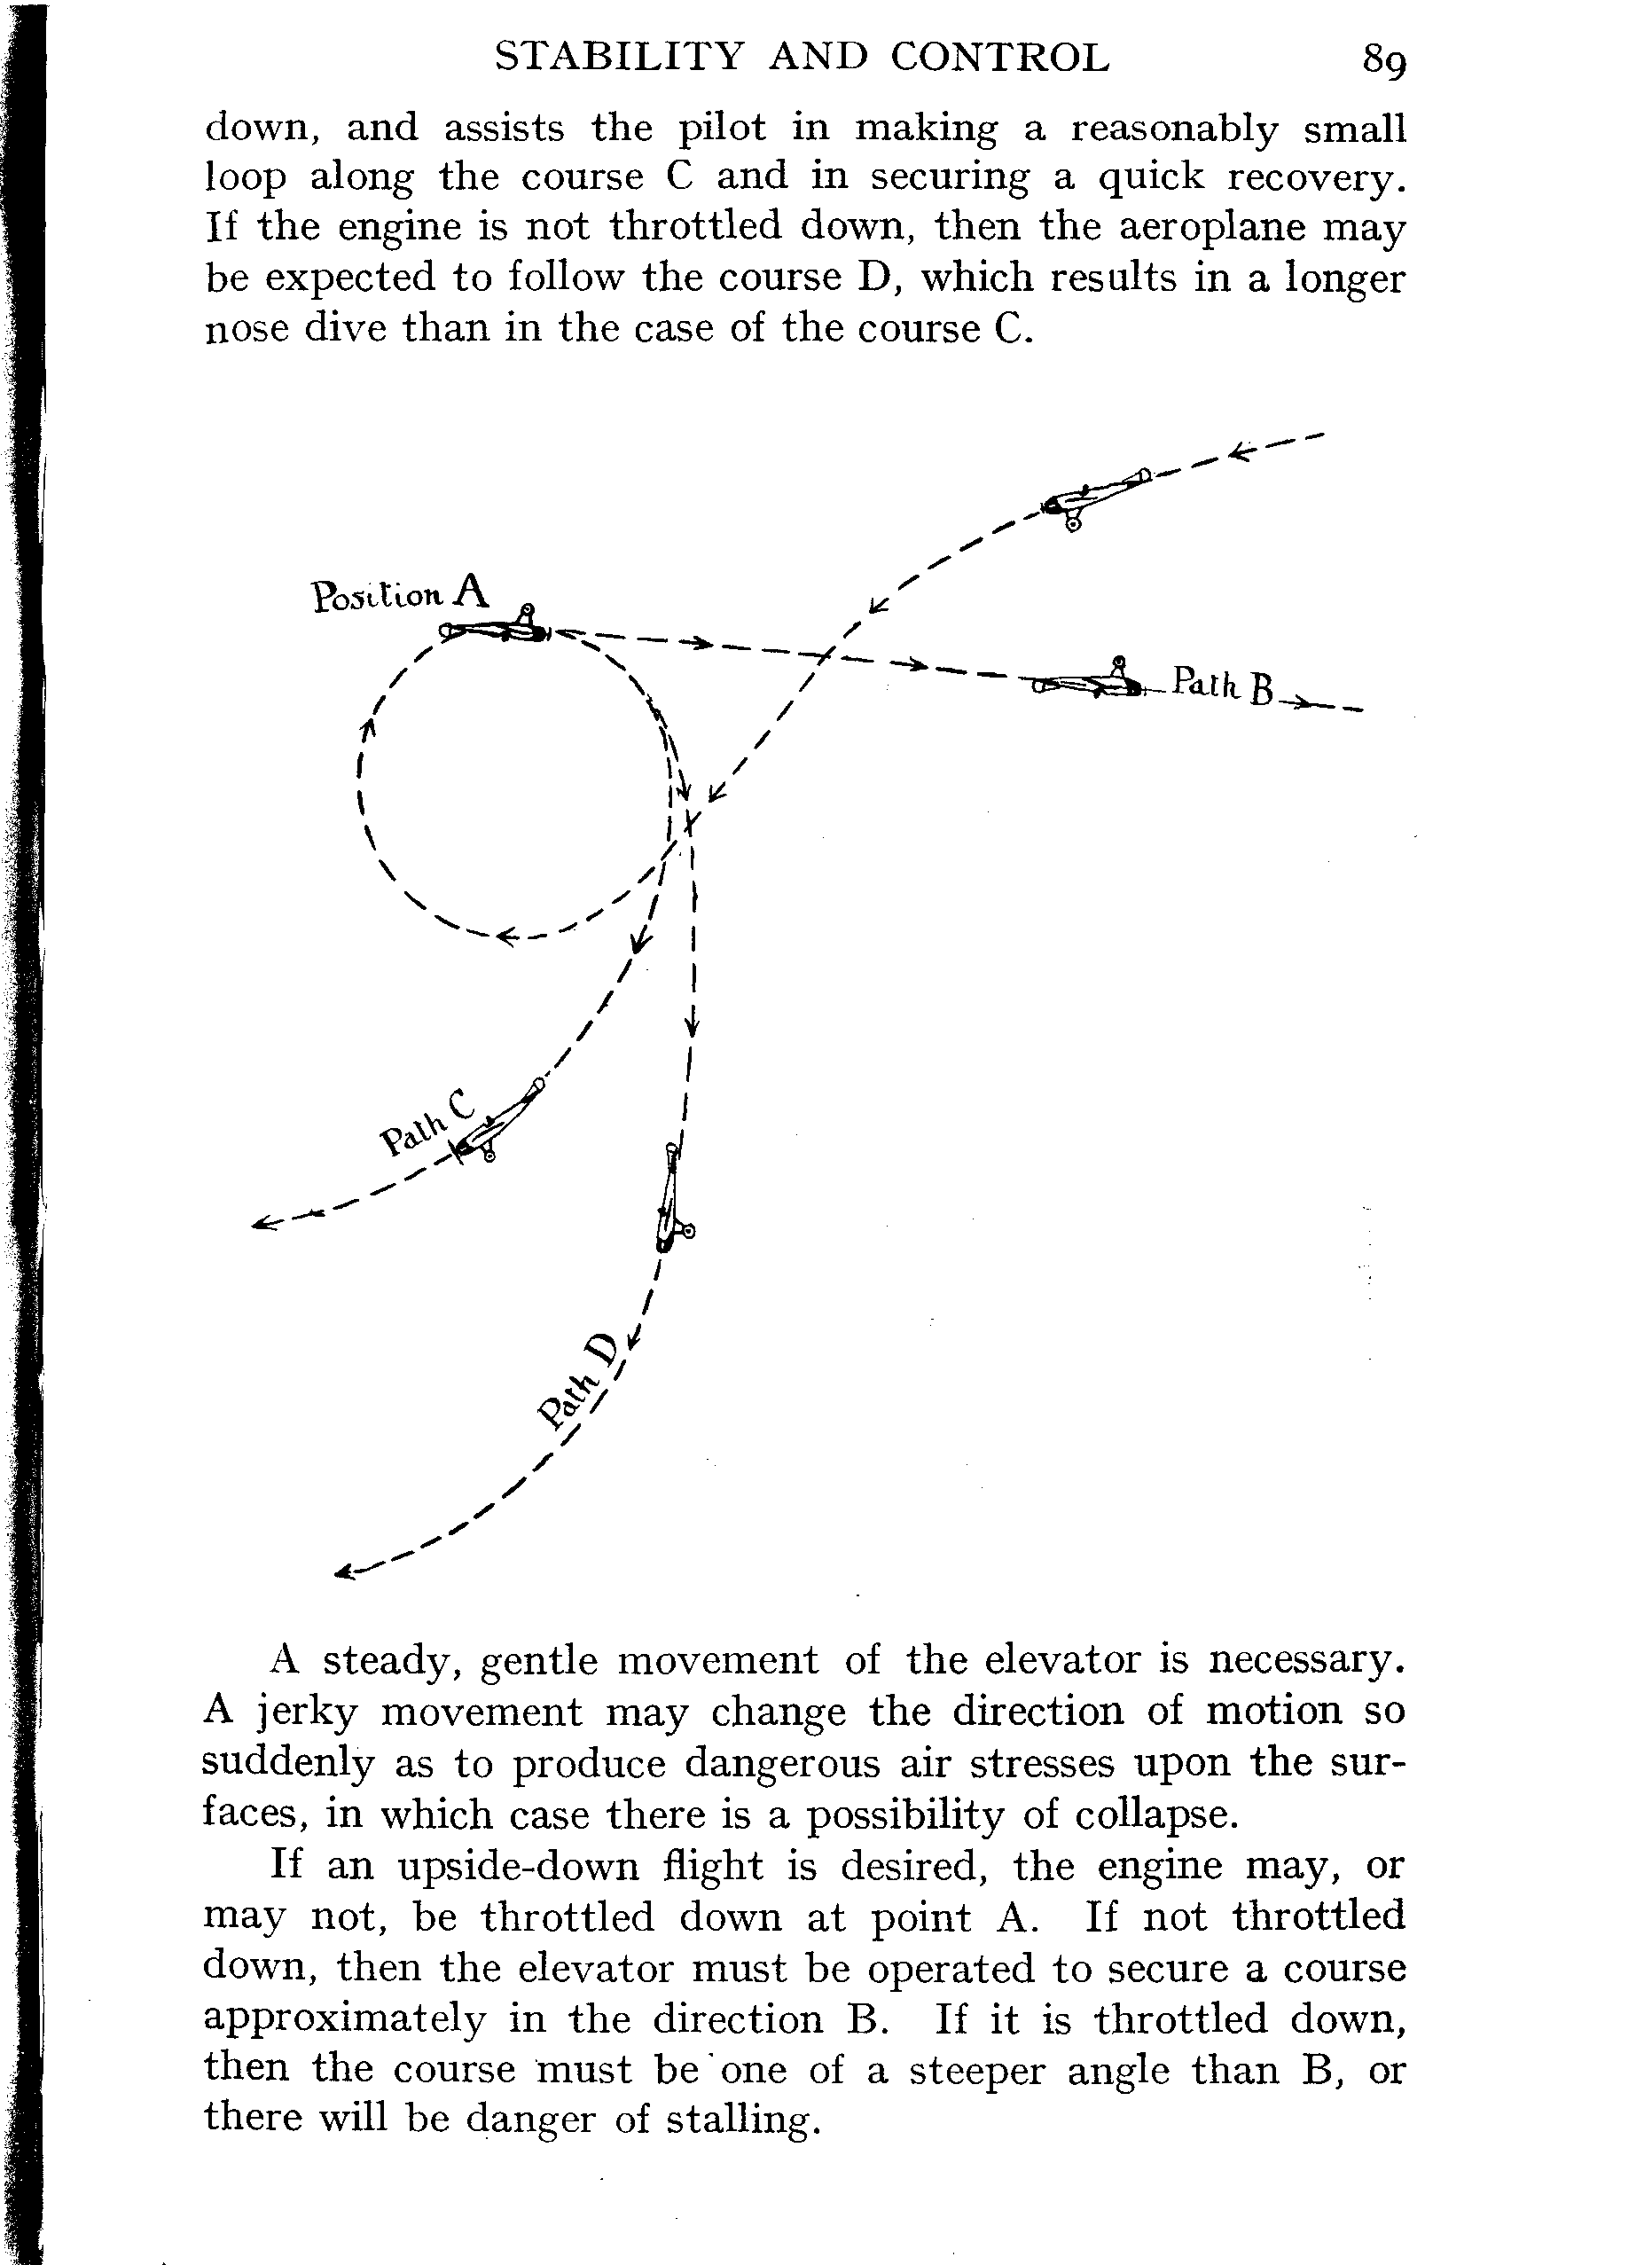 STABILITY AND CONTROL 89
down, and assists the pilot in making a reasonably small
loop along the course C and in securing a quick recovery.
If the engine is not throttled down, then the aeroplane may
be expected to follow the course D, which results in a longer
nose dive than in the case of the course C.
Position A
Path B
Path C
Path D
A steady, gentle movement of the elevator is necessary.
A jerky movement may change the direction of motion so
suddenly as to produce dangerous air stresses upon the sur-
faces, in which case there is a possibility of collapse.
If an upside-down flight is desired, the engine may, or
may not, be throttled down at point A. If not throttled
down, then the elevator must be operated to secure a course
approximately in the direction B. If it is throttled down,
then the course must be one of a steeper angle than B, or
there will be danger of stalling.